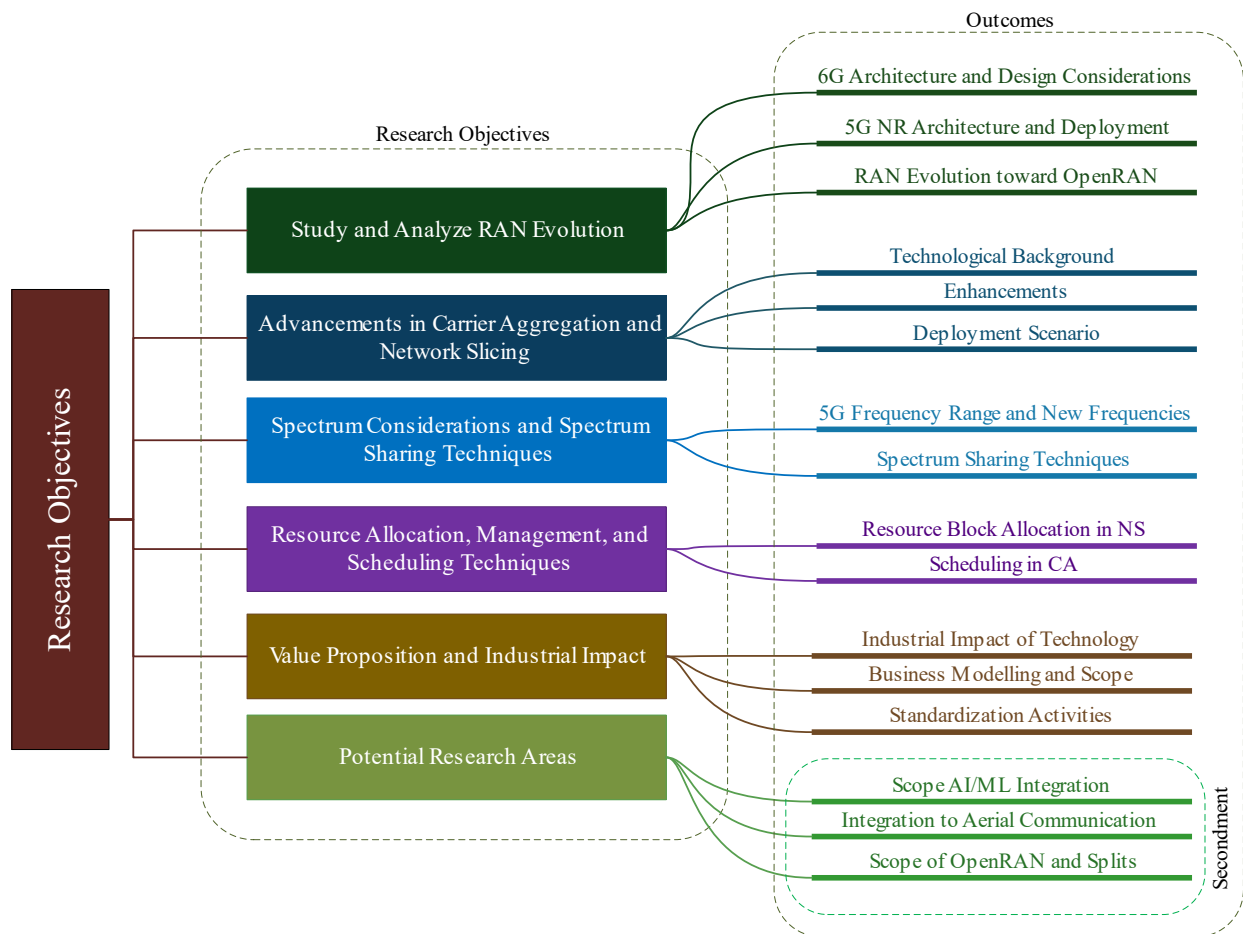 Outcomes
6G Architecture and Design Considerations
5G NR Architecture and Deployment
RAN Evolution toward OpenRAN
Research Objectives
Study and Analyze RAN Evolution
Technological Background
Enhancements
Deployment Scenario
Advancements in Carrier Aggregation and
Network Slicing
Research Objectives
Spectrum Considerations and Spectrum
Sharing Techniques
5G Frequency Range and New Frequencies
Spectrum Sharing Techniques
Resource Allocation, Management, and
Scheduling Techniques
Resource Block Allocation in NS
Scheduling in CA
Value Proposition and Industrial Impact
Industrial Impact of Technology
Business Modelling and Scope
Standardization Activities
Potential Research Areas
Scope AI/ML Integration
Integration to Aerial Communication
Scope of OpenRAN and Splits
Secondment